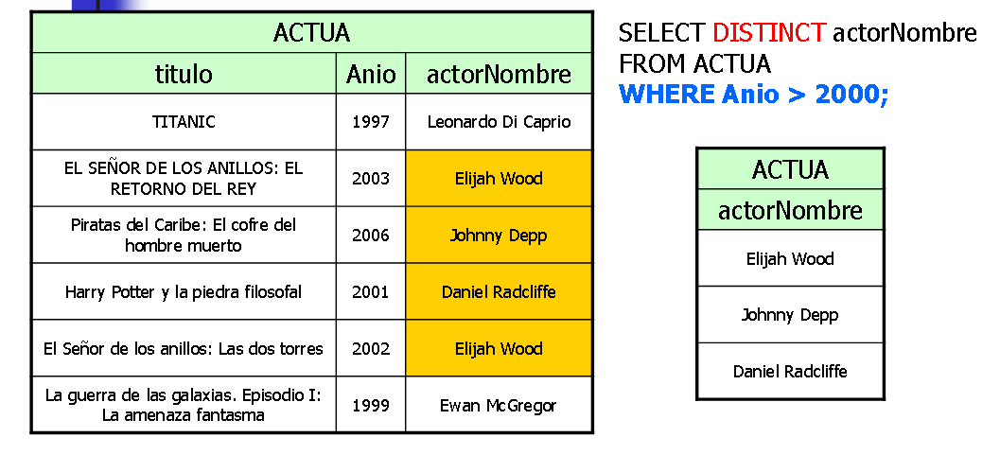 ACTUA
titulo Anio actorNombre
TITANIC 1997 Leonardo Di Caprio
EL SEÑOR DE LOS ANILLOS: EL
RETORNO DEL REY 2003 Elijah Wood
Piratas del Caribe: El cofre del
hombre muerto 2006 Johnny Depp
Harry Potter y la piedra filosofal 2001 Daniel Radcliffe
El Señor de los anillos: Las dos torres 2002 Elijah Wood
La guerra de las galaxias. Episodio I:
La amenaza fantasma 1999 Ewan McGregor
SELECT DISTINCT actorNombre
FROM ACTUA
WHERE Anio > 2000;
ACTUA
actorNombre
Elijah Wood
Johnny Depp
Daniel Radcliffe